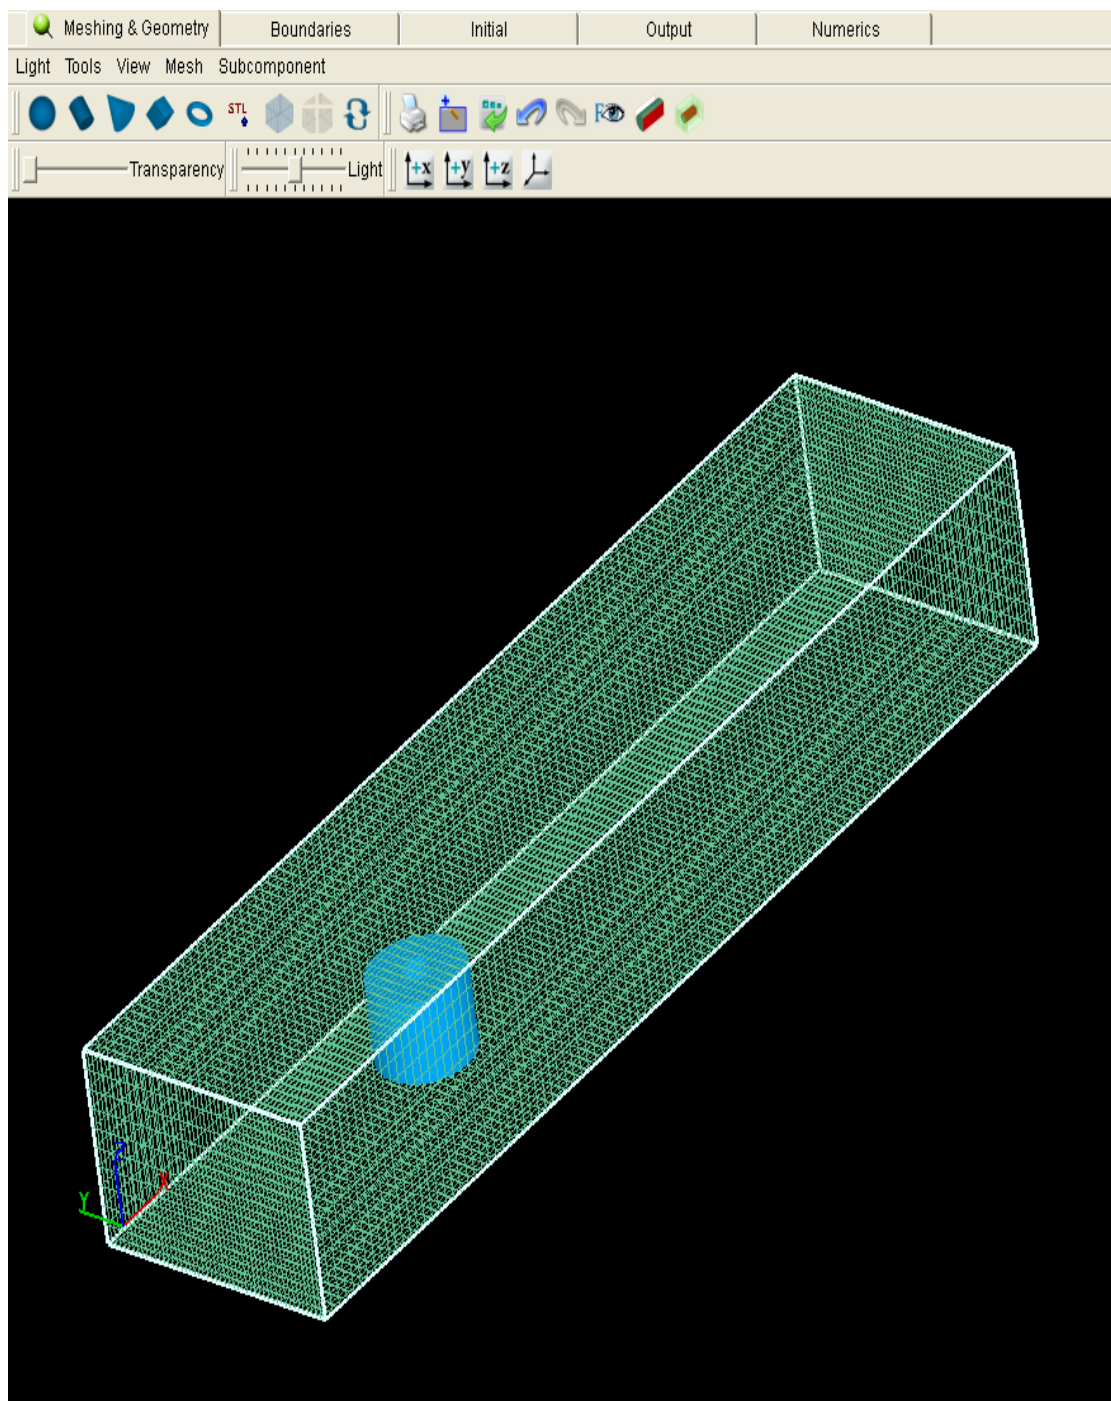 Meshing & Geometry Boundaries Initial Output Numerics
Light Tools View Mesh Subcomponent
STL
Transparency Light +x +y +z
Z
X
Y